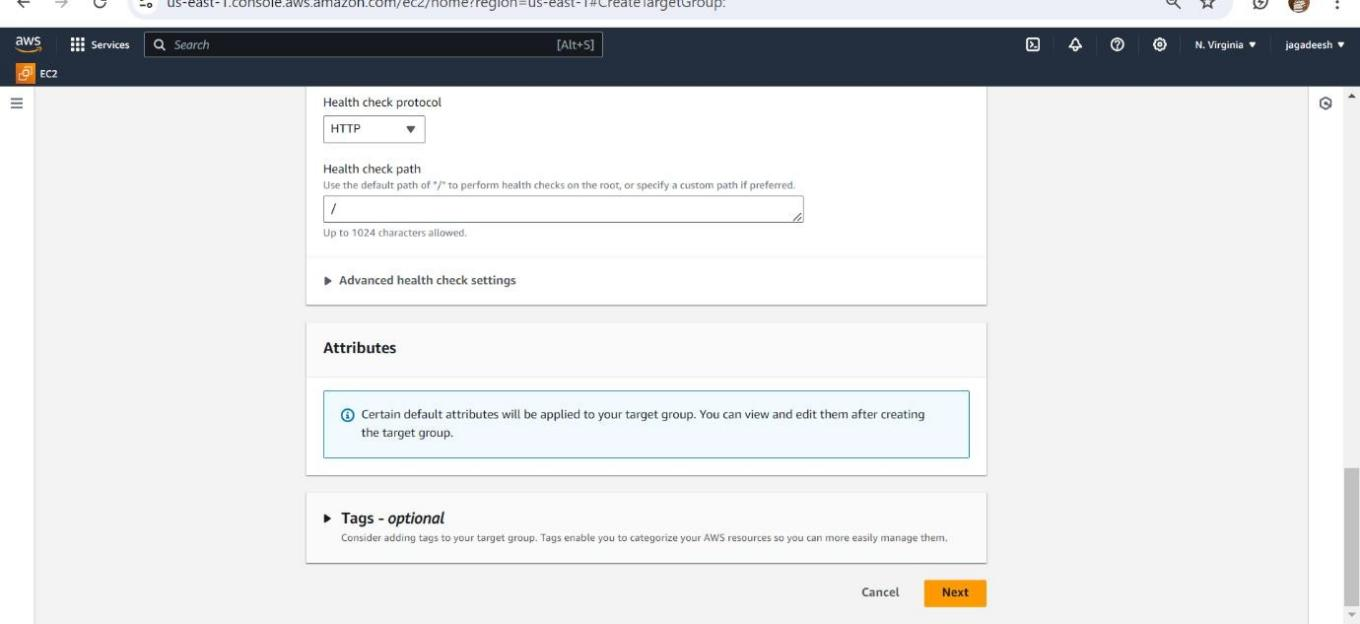 us-east-1.console.aws.amazon.com/ec2/home?region=us-east-1#CreateTargetGroup:
aws Services Search [Alt+S] N. Virginia jagadeesh
EC2
Health check protocol
HTTP
Health check path
Use the default path of "/" to perform health checks on the root, or specify a custom path if preferred.
/
Up to 1024 characters allowed.
Advanced health check settings
Attributes
Certain default attributes will be applied to your target group. You can view and edit them after creating
the target group.
Tags - optional
Consider adding tags to your target group. Tags enable you to categorize your AWS resources so you can more easily manage them.
Cancel Next